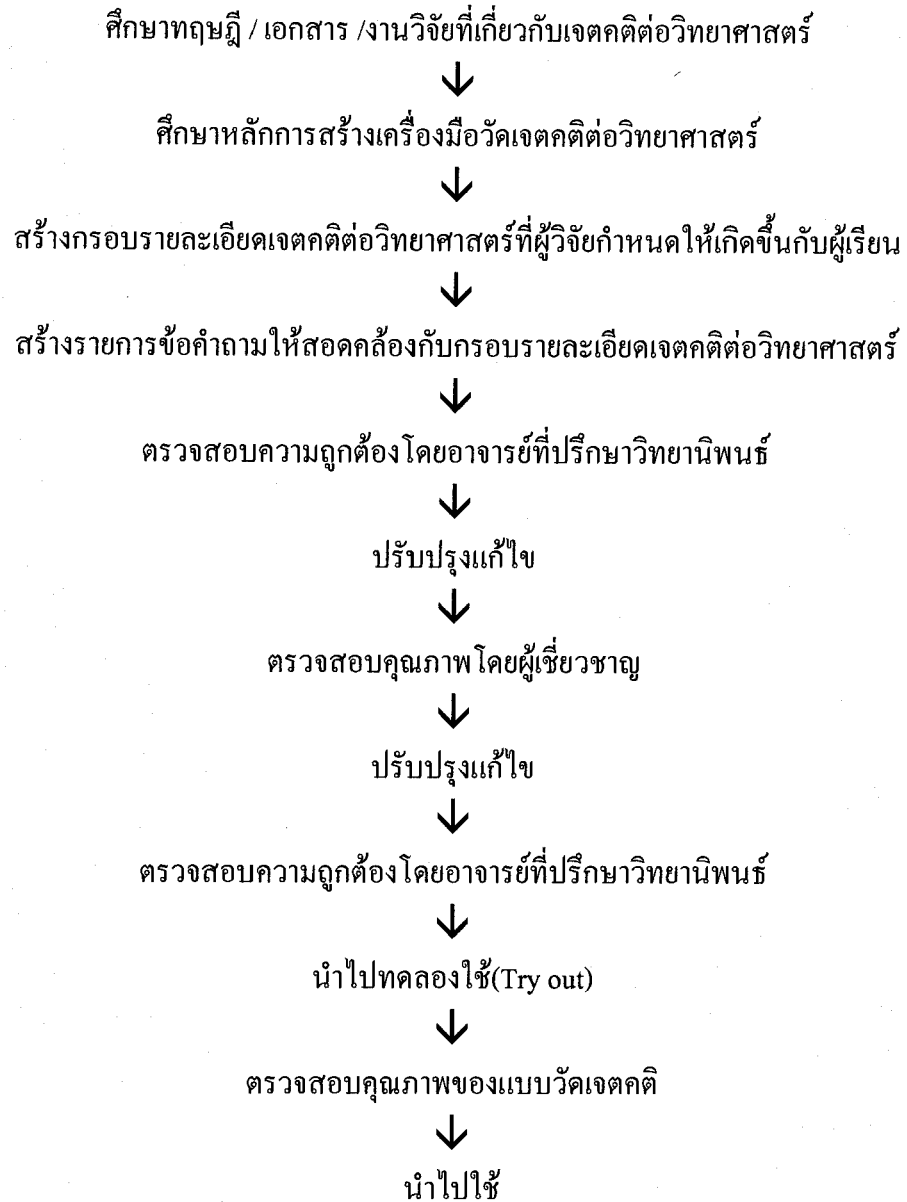 ศึกษาทฤษฎี / เอกสาร /งานวิจัยที่เกี่ยวกับเจตคติต่อวิทยาศาสตร์
↓
ศึกษาหลักการสร้างเครื่องมือวัดเจตคติต่อวิทยาศาสตร์
↓
สร้างกรอบรายละเอียดเจตคติต่อวิทยาศาสตร์ที่ผู้วิจัยกำหนดให้เกิดขึ้นกับผู้เรียน
↓
สร้างรายการข้อคำถามให้สอดคล้องกับกรอบรายละเอียดเจตคติต่อวิทยาศาสตร์
↓
ตรวจสอบความถูกต้องโดยอาจารย์ที่ปรึกษาวิทยานิพนธ์
↓
ปรับปรุงแก้ไข
↓
ตรวจสอบคุณภาพโดยผู้เชี่ยวชาญ
↓
ปรับปรุงแก้ไข
↓
ตรวจสอบความถูกต้องโดยอาจารย์ที่ปรึกษาวิทยานิพนธ์
↓
นำไปทดลองใช้(Try out)
↓
ตรวจสอบคุณภาพของแบบวัดเจตคติ
↓
นำไปใช้